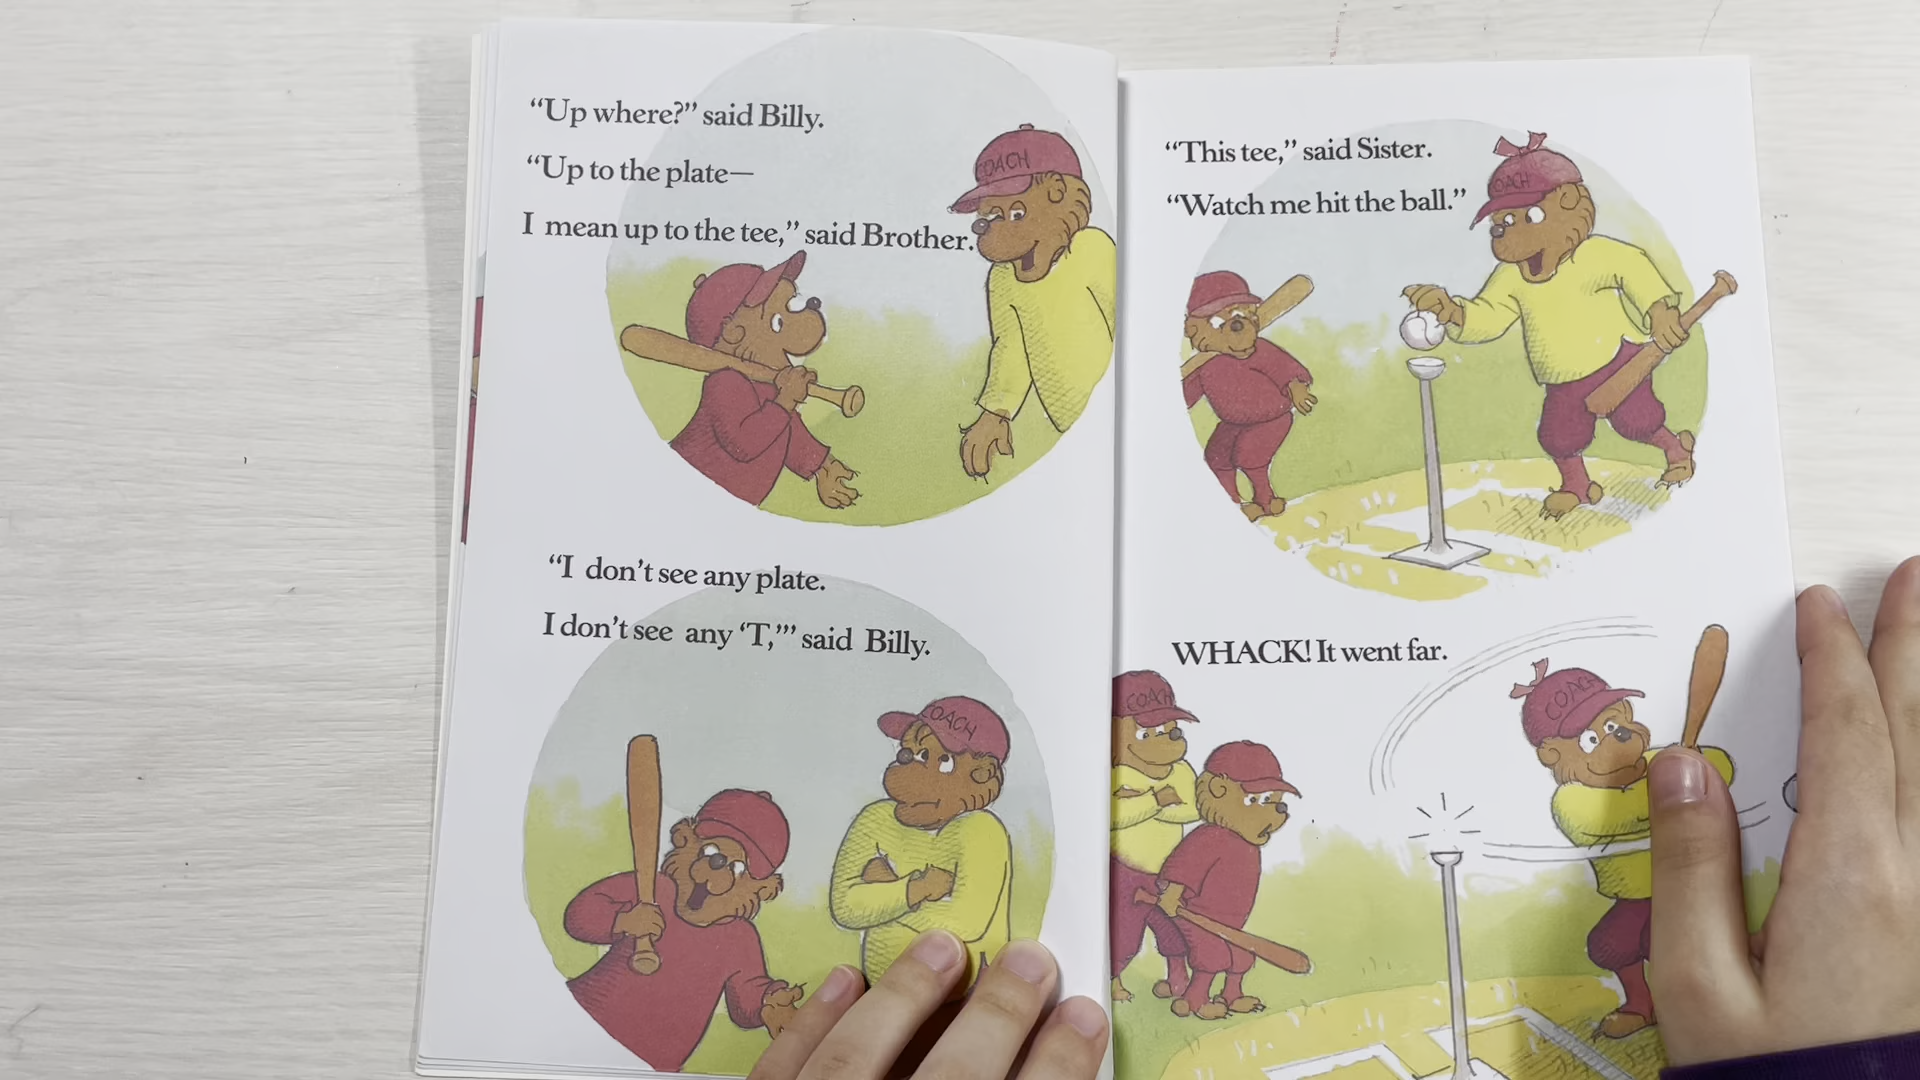 “Up where?” said Billy.
“Up to the plate—
I mean up to the tee,” said Brother.
COACH
“I don’t see any plate.
I don’t see any ‘T,’” said Billy.
COACH
“This tee,” said Sister.
“Watch me hit the ball.”
COACH
WHACK! It went far.
COACH
COACH